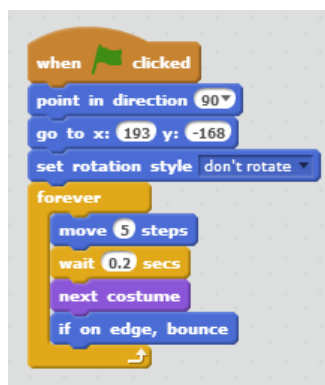 when clicked
point in direction 90
go to x: 193 y: -168
set rotation style don't rotate
forever
move 5 steps
wait 0.2 secs
next costume
if on edge, bounce